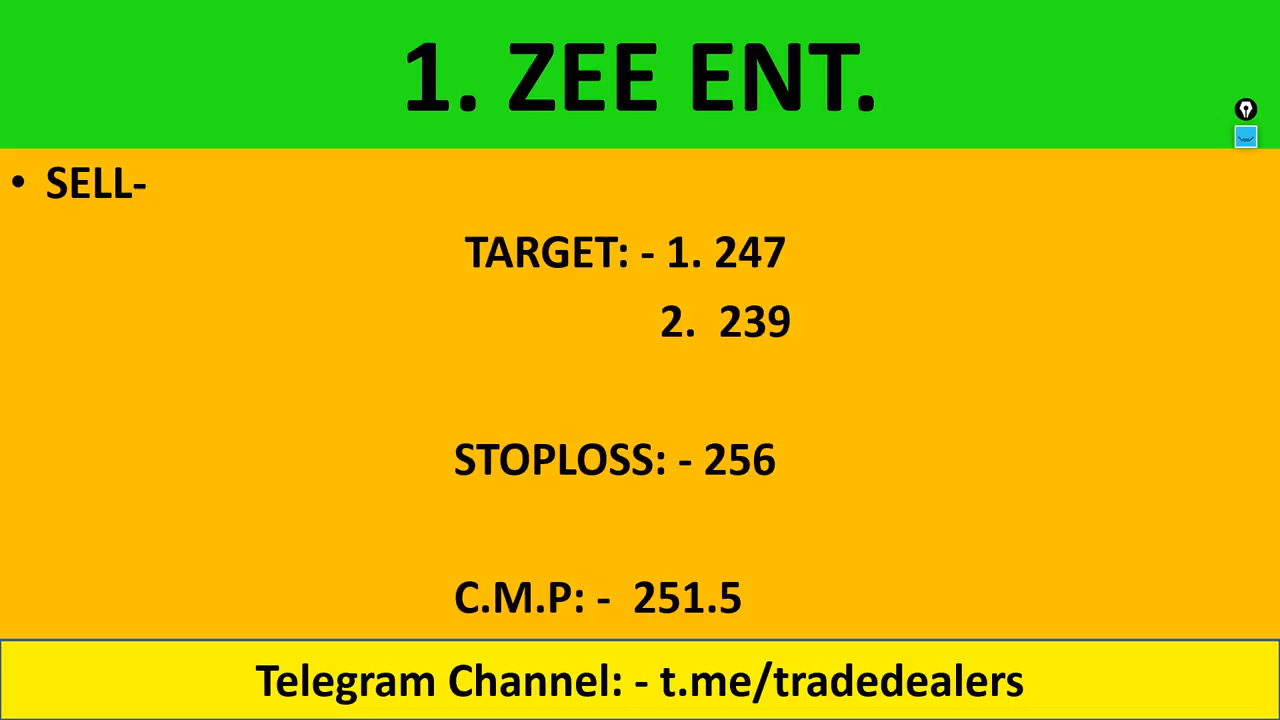 1. ZEE ENT.
• SELL-
TARGET: - 1. 247
2. 239
STOPLOSS: - 256
C.M.P: - 251.5
Telegram Channel: - t.me/tradedealers